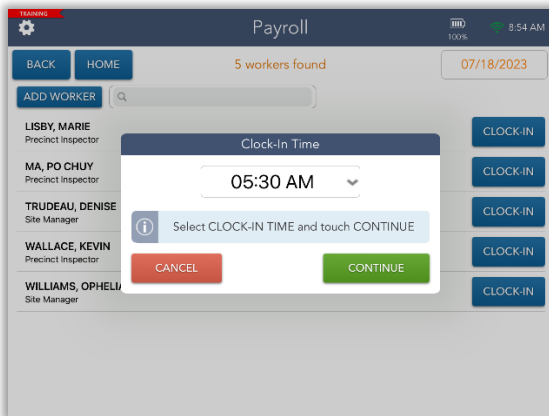 TRAINING
Payroll
100%
8:54 AM
BACK
HOME
5 workers found
07/18/2023
ADD WORKER
LISBY, MARIE
Precinct Inspector
CLOCK-IN
MA, PO CHUY
Precinct Inspector
CLOCK-IN
TRUDEAU, DENISE
Site Manager
CLOCK-IN
WALLACE, KEVIN
Precinct Inspector
CLOCK-IN
WILLIAMS, OPHELIA
Site Manager
CLOCK-IN
Clock-In Time
05:30 AM
Select CLOCK-IN TIME and touch CONTINUE
CANCEL
CONTINUE